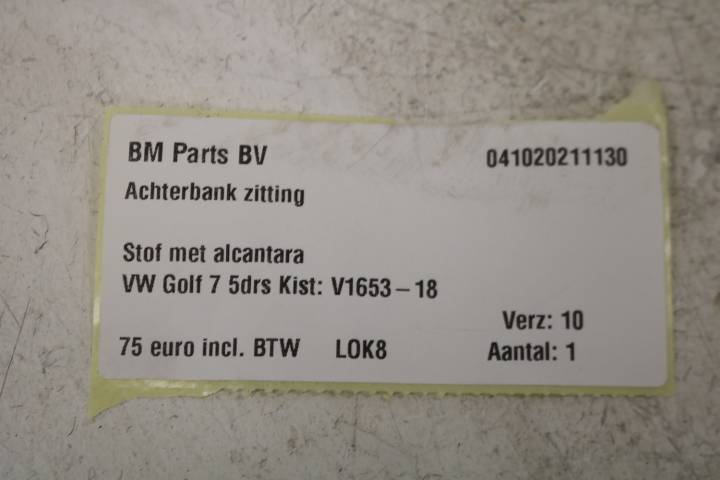 BM Parts BV 041020211130
Achterbank zitting
Stof met alcantara
VW Golf 7 5drs Kist: V1653-18
Verz: 10
75 euro incl. BTW LOK8 Aantal: 1